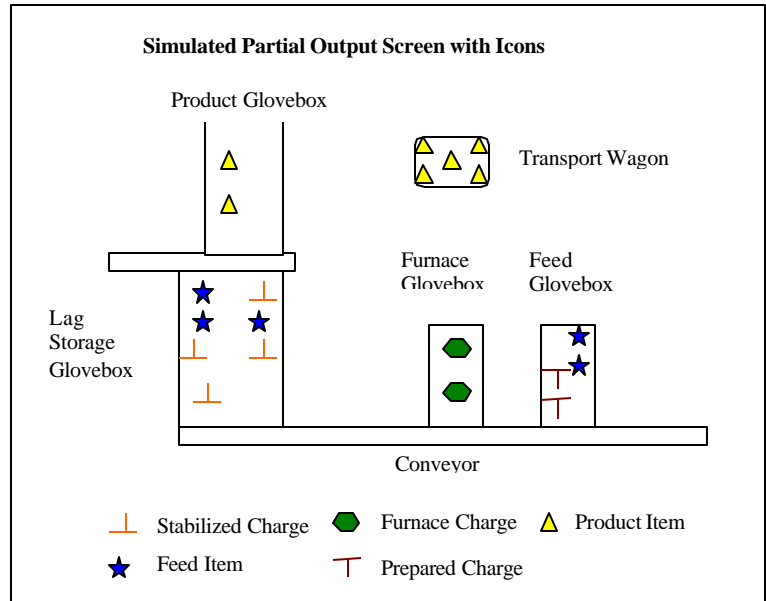 Simulated Partial Output Screen with Icons
Product Glovebox
Transport Wagon
Furnace
Glovebox
Feed
Glovebox
Lag
Storage
Glovebox
Conveyor
Stabilized Charge
Furnace Charge
Product Item
Feed Item
Prepared Charge